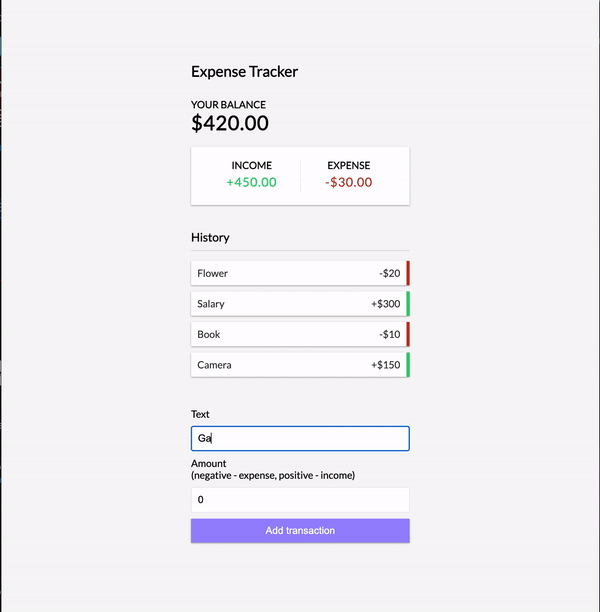 Expense Tracker
YOUR BALANCE
$420.00
INCOME EXPENSE
+450.00 -$30.00
History
Flower -$20
Salary +$300
Book -$10
Camera +$150
Text
Ga
Amount
(negative - expense, positive - income)
0
Add transaction